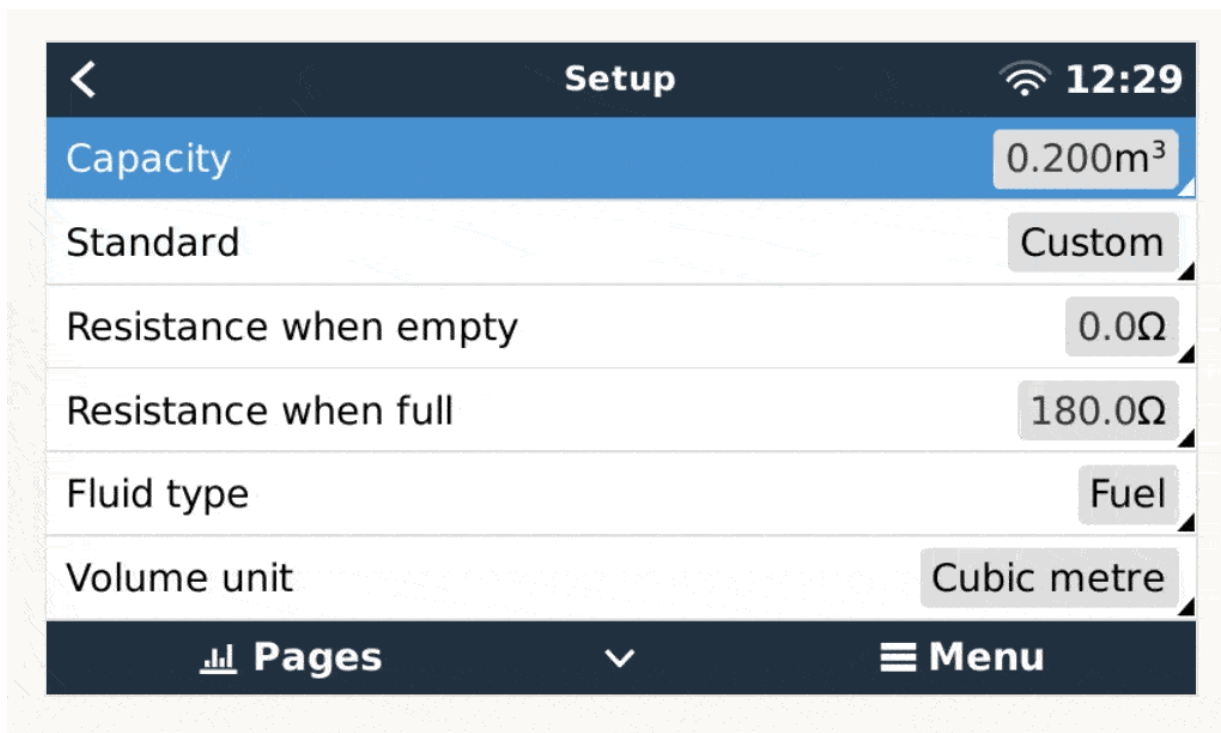 Setup 12:29
Capacity 0.200m³
Standard Custom
Resistance when empty 0.0Ω
Resistance when full 180.0Ω
Fluid type Fuel
Volume unit Cubic metre
Pages Menu